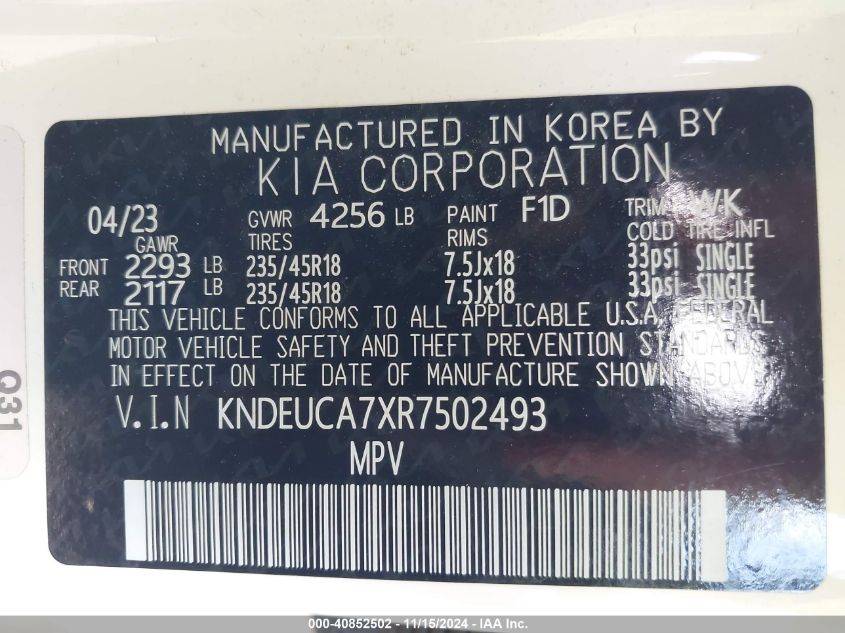 MANUFACTURED IN KOREA BY
KIA CORPORATION
04/23 GVWR 4256 LB PAINT F1D TRIM WK
GAWR TIRES RIMS COLD TIRE INFL
FRONT 2293 LB 235/45R18 7.5Jx18 33psi SINGLE
REAR 2117 LB 235/45R18 7.5Jx18 33psi SINGLE
THIS VEHICLE CONFORMS TO ALL APPLICABLE U.S.A. FEDERAL
MOTOR VEHICLE SAFETY AND THEFT PREVENTION STANDARDS
IN EFFECT ON THE DATE OF MANUFACTURE SHOWN ABOVE
V.I.N KNDEUCA7XR7502493
MPV
Q31
000-40852502 - 11/15/2024 - IAA, Inc.